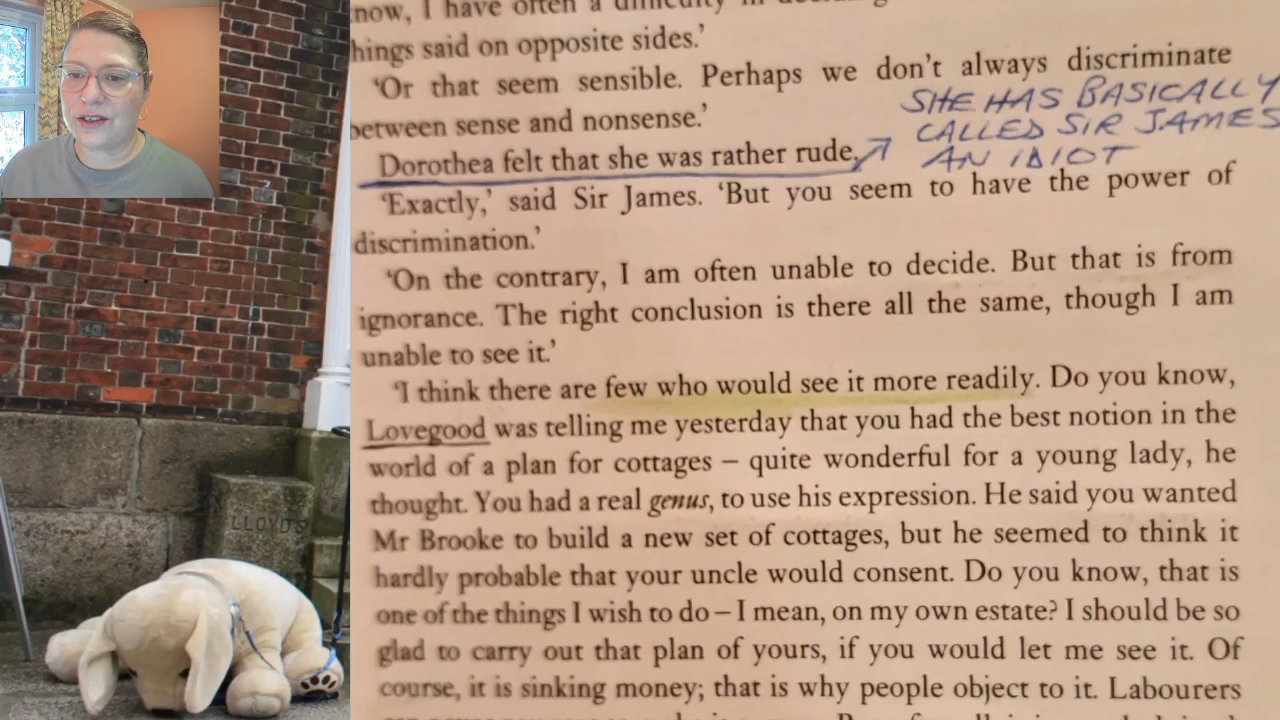 now, I have often a difficulty in
hings said on opposite sides.’
‘Or that seem sensible. Perhaps we don’t always discriminate
between sense and nonsense.’
Dorothea felt that she was rather rude.
SHE HAS BASICALLY
CALLED SIR JAMES
AN IDIOT
‘Exactly,’ said Sir James. ‘But you seem to have the power of
discrimination.’
‘On the contrary, I am often unable to decide. But that is from
ignorance. The right conclusion is there all the same, though I am
unable to see it.’
‘I think there are few who would see it more readily. Do you know,
Lovegood was telling me yesterday that you had the best notion in the
world of a plan for cottages – quite wonderful for a young lady, he
thought. You had a real genus, to use his expression. He said you wanted
Mr Brooke to build a new set of cottages, but he seemed to think it
hardly probable that your uncle would consent. Do you know, that is
one of the things I wish to do – I mean, on my own estate? I should be so
glad to carry out that plan of yours, if you would let me see it. Of
course, it is sinking money; that is why people object to it. Labourers
LLOYDS